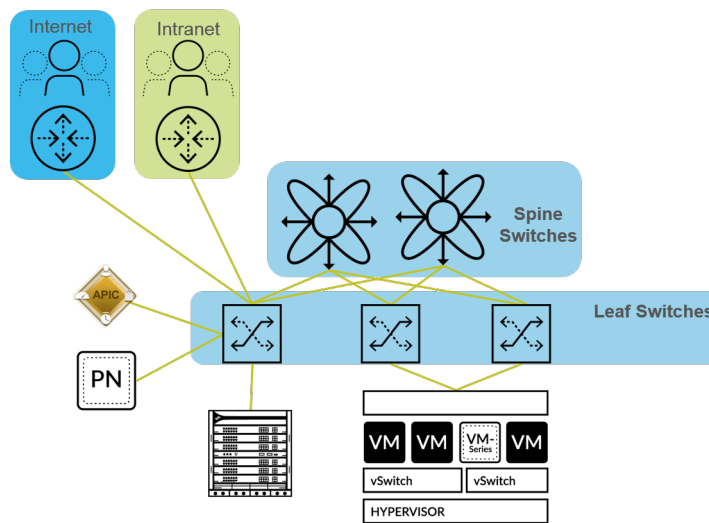 Internet
Intranet
Spine
Switches
APIC
Leaf Switches
PN
VM
VM
VM-
Series
VM
vSwitch
vSwitch
HYPERVISOR